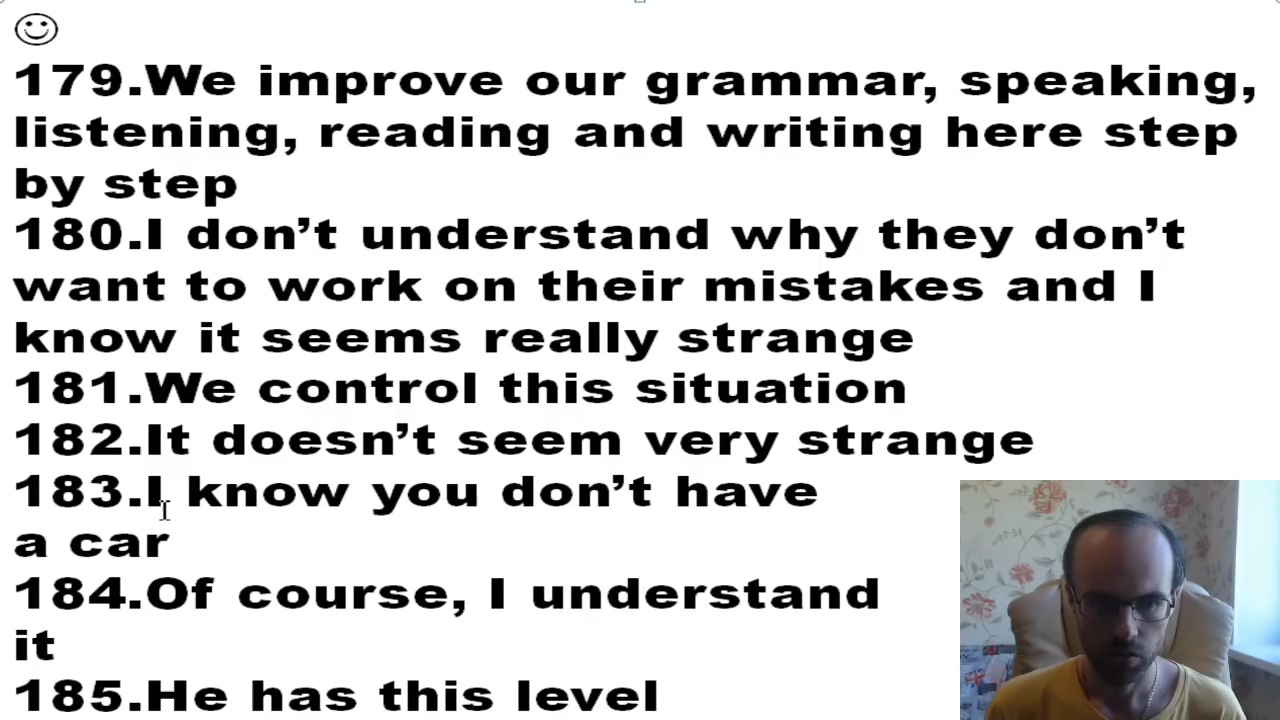 179.We improve our grammar, speaking,
listening, reading and writing here step
by step
180.I don’t understand why they don’t
want to work on their mistakes and I
know it seems really strange
181.We control this situation
182.It doesn’t seem very strange
183.I know you don’t have
a car
184.Of course, I understand
it
185.He has this level